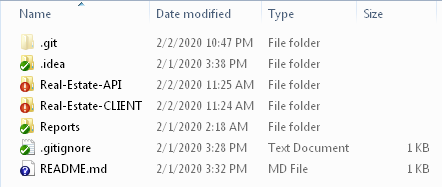 Name Date modified Type Size
.git 2/2/2020 10:47 PM File folder
.idea 2/1/2020 3:38 PM File folder
Real-Estate-API 2/2/2020 11:25 AM File folder
Real-Estate-CLIENT 2/2/2020 11:24 AM File folder
Reports 2/1/2020 2:18 AM File folder
.gitignore 2/1/2020 3:28 PM Text Document 1 KB
README.md 2/1/2020 3:32 PM MD File 1 KB